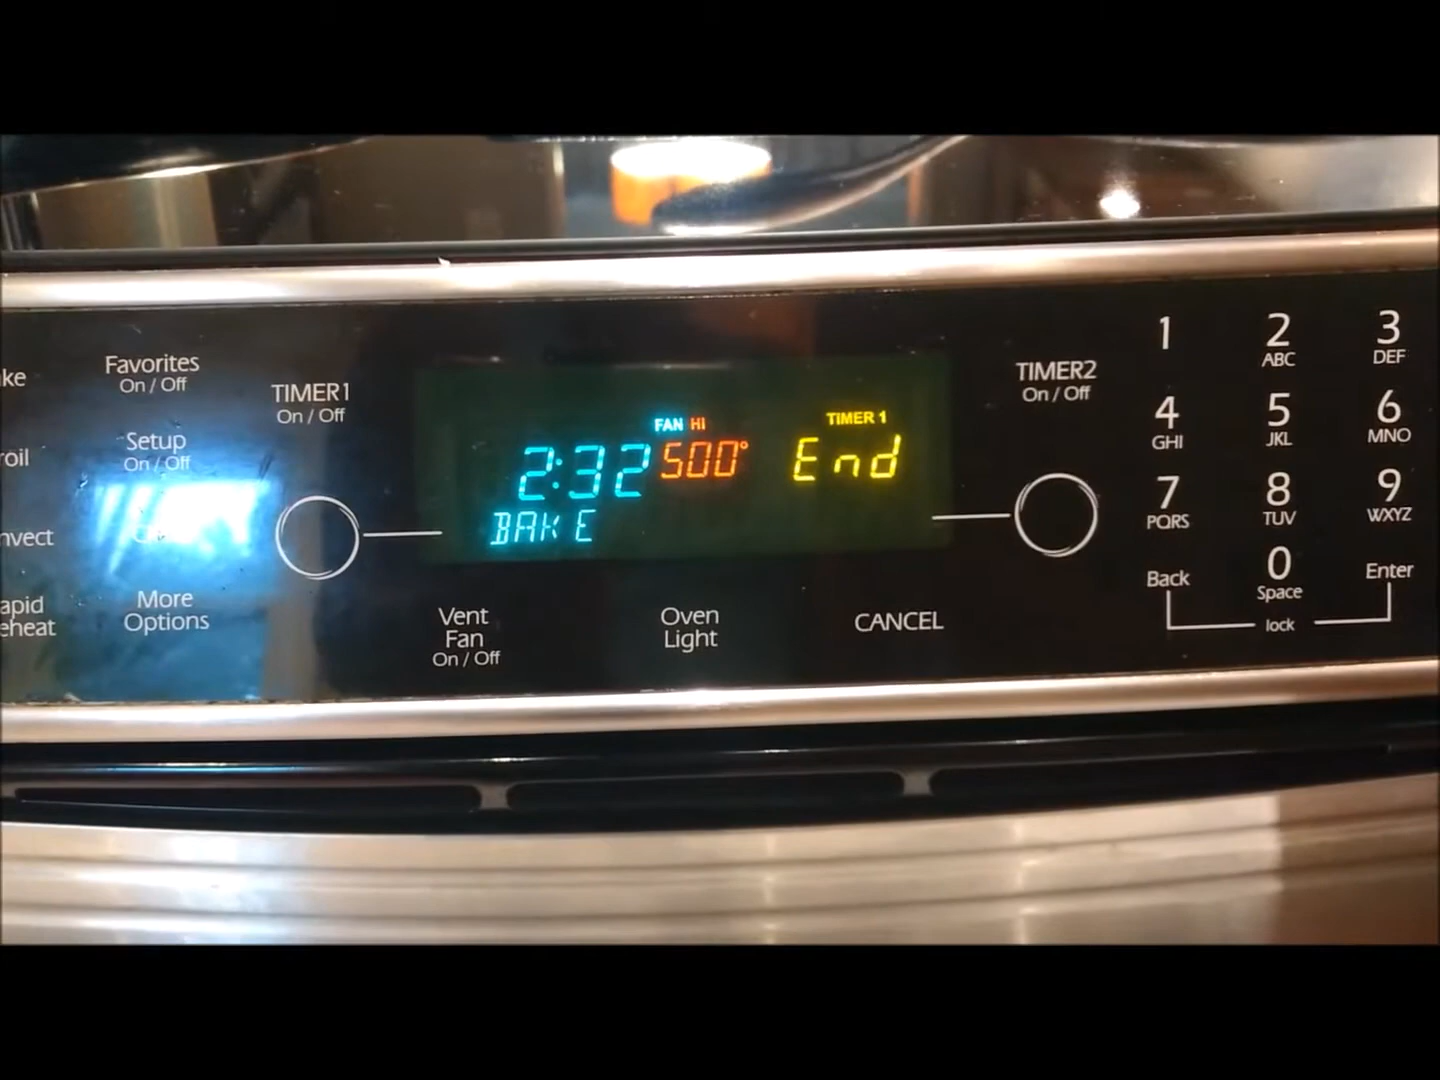 Favorites
On / Off
Setup
On / Off
More
Options
TIMER1
On / Off
FAN HI
TIMER 1
2:32 500° End
BAKE
Vent
Fan
On / Off
Oven
Light
CANCEL
TIMER2
On / Off
1
2
ABC
3
DEF
4
GHI
5
JKL
6
MNO
7
PQRS
8
TUV
9
WXYZ
Back
0
Space
Enter
lock